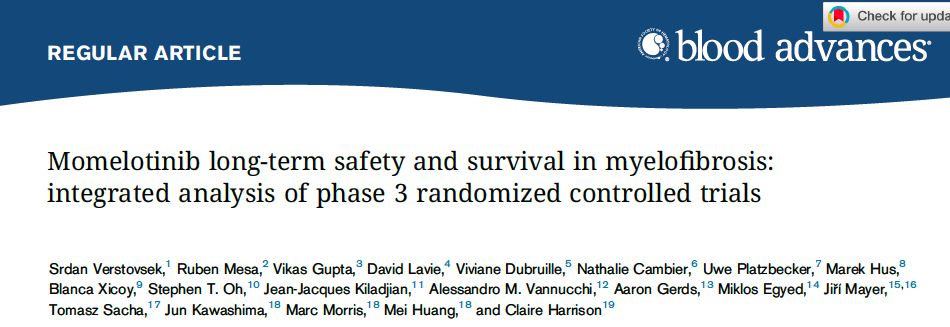 Check for upda
REGULAR ARTICLE
blood advances®
Momelotinib long-term safety and survival in myelofibrosis:
integrated analysis of phase 3 randomized controlled trials
Srdan Verstovsek,1 Ruben Mesa,2 Vikas Gupta,3 David Lavie,4 Viviane Dubruille,5 Nathalie Cambier,6 Uwe Platzbecker,7 Marek Hus,8
Blanca Xicoy,9 Stephen T. Oh,10 Jean-Jacques Kiladjian,11 Alessandro M. Vannucchi,12 Aaron Gerds,13 Miklos Egyed,14 Jiří Mayer,15,16
Tomasz Sacha,17 Jun Kawashima,18 Marc Morris,18 Mei Huang,18 and Claire Harrison19